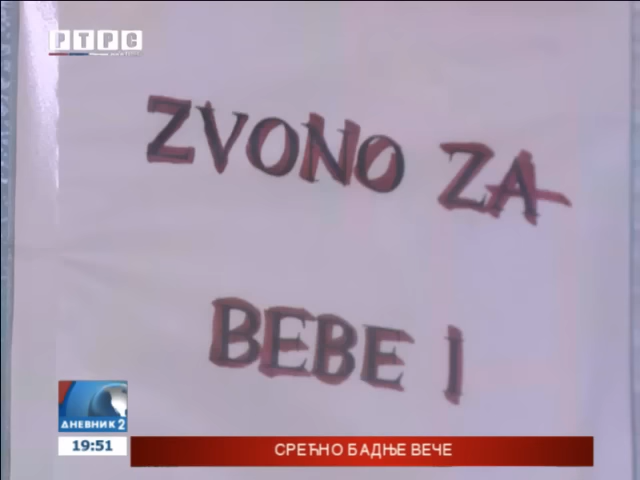 РТРС
ZVONO ZA
BEBE I
ДНЕВНИК 2
19:51
СРЕЋНО БАДЊЕ ВЕЧЕ